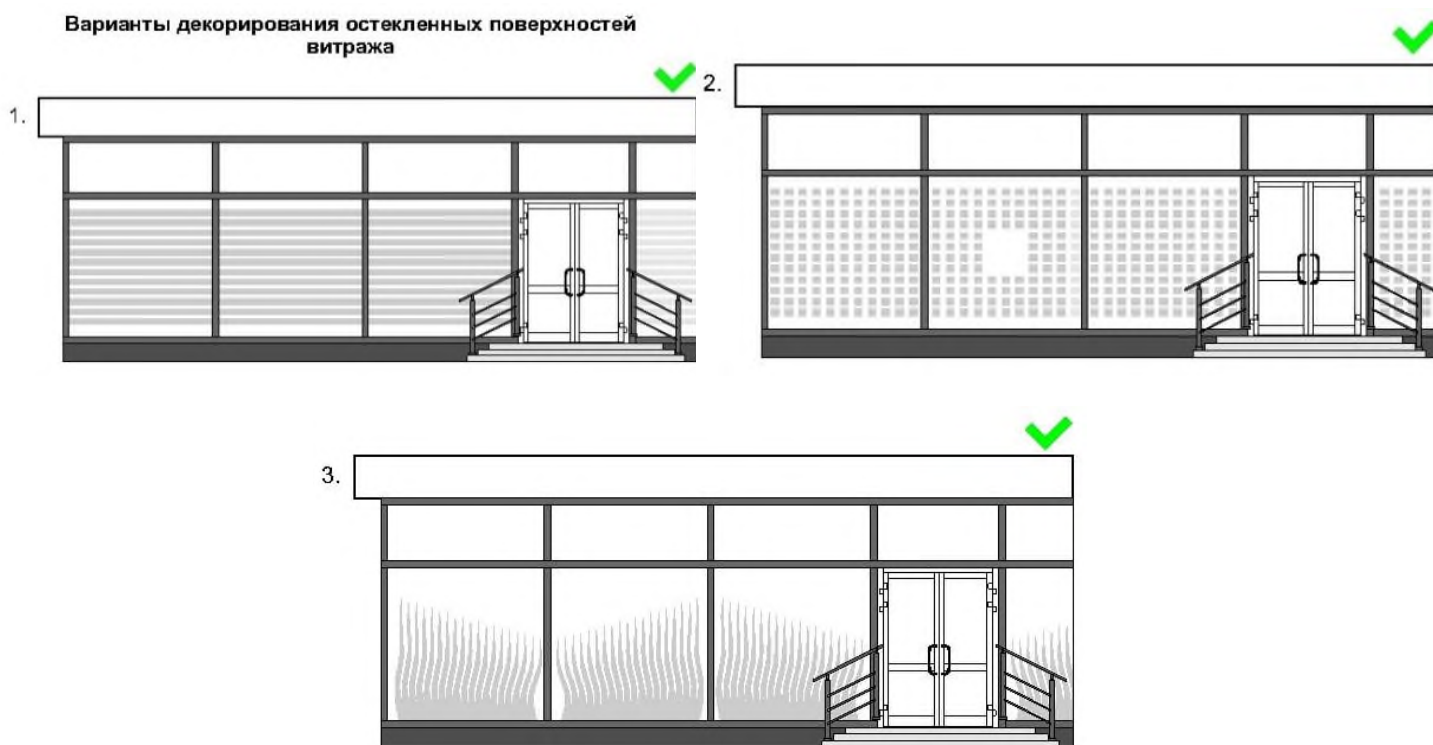 Варианты декорирования остекленных поверхностей
витража
1.
2.
3.